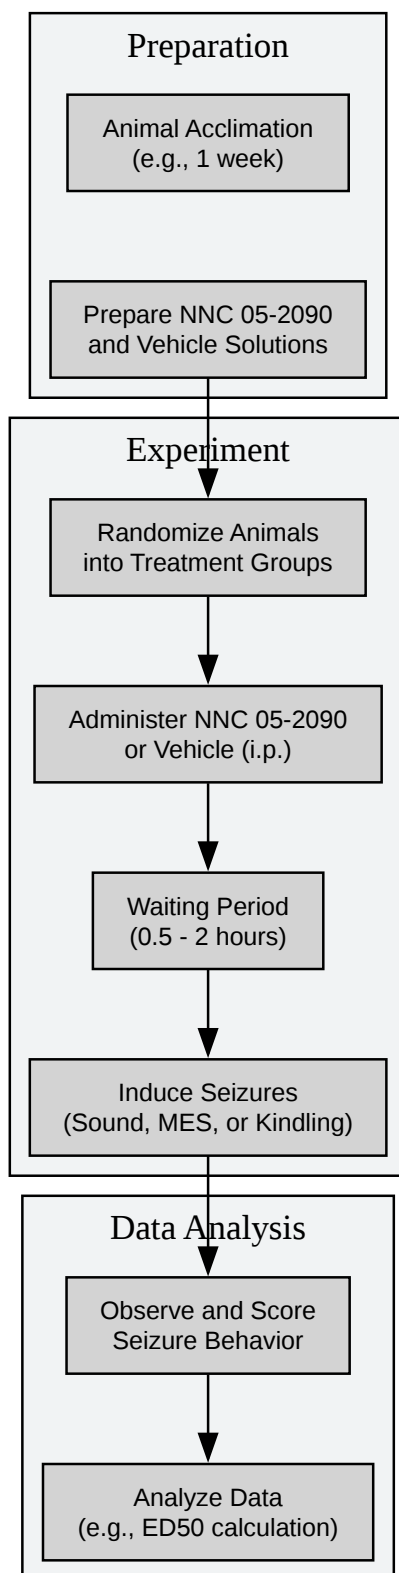 Preparation
Animal Acclimation
(e.g., 1 week)
Prepare NNC 05-2090
and Vehicle Solutions
Experiment
Randomize Animals
into Treatment Groups
Administer NNC 05-2090
or Vehicle (i.p.)
Waiting Period
(0.5 - 2 hours)
Induce Seizures
(Sound, MES, or Kindling)
Data Analysis
Observe and Score
Seizure Behavior
Analyze Data
(e.g., ED50 calculation)